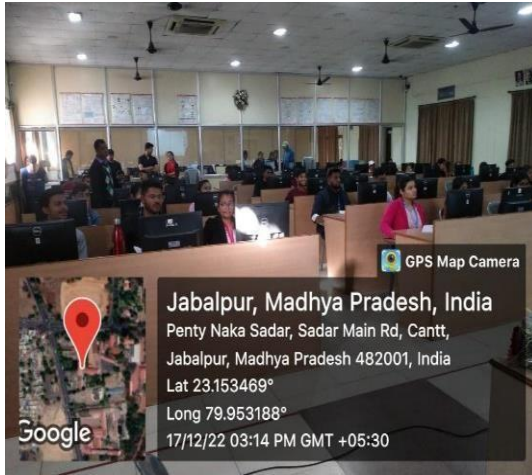 GPS Map Camera
Jabalpur, Madhya Pradesh, India
Penty Naka Sadar, Sadar Main Rd, Cantt,
Jabalpur, Madhya Pradesh 482001, India
Lat 23.153469°
Long 79.953188°
17/12/22 03:14 PM GMT +05:30
Google